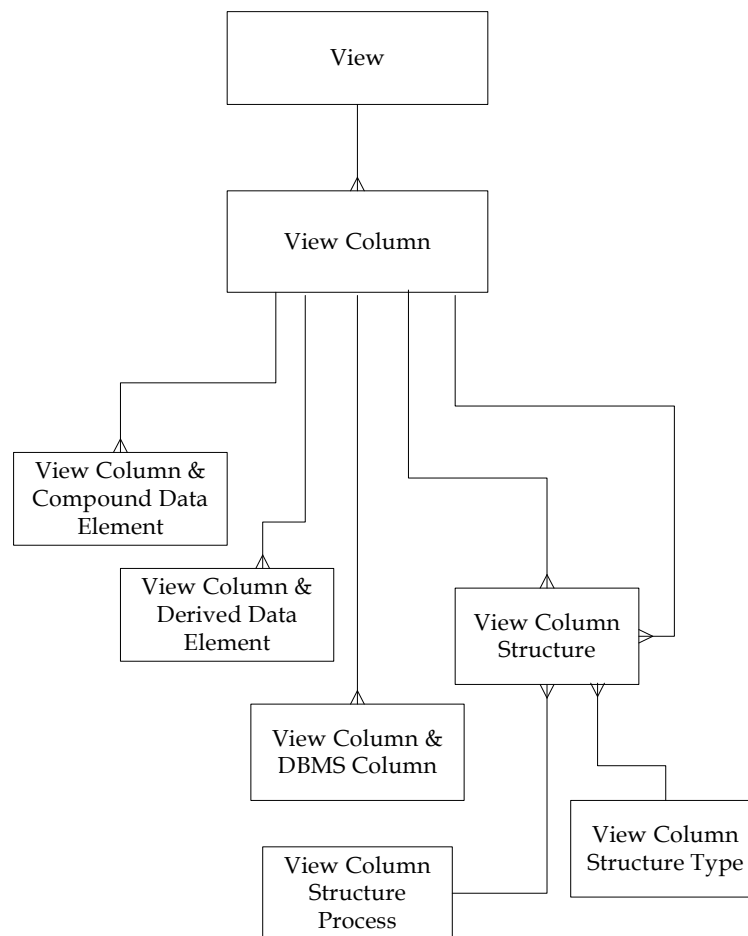 View
View Column
View Column &
Compound Data
Element
View Column &
Derived Data
Element
View Column
Structure
View Column &
DBMS Column
View Column
Structure Type
View Column
Structure
Process